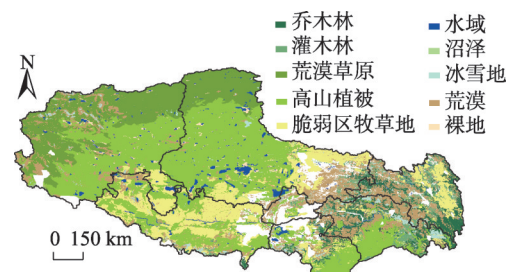 乔木林
灌木林
荒漠草原
高山植被
脆弱区牧草地
水域
沼泽
冰雪地
荒漠
裸地
N
0 150 km